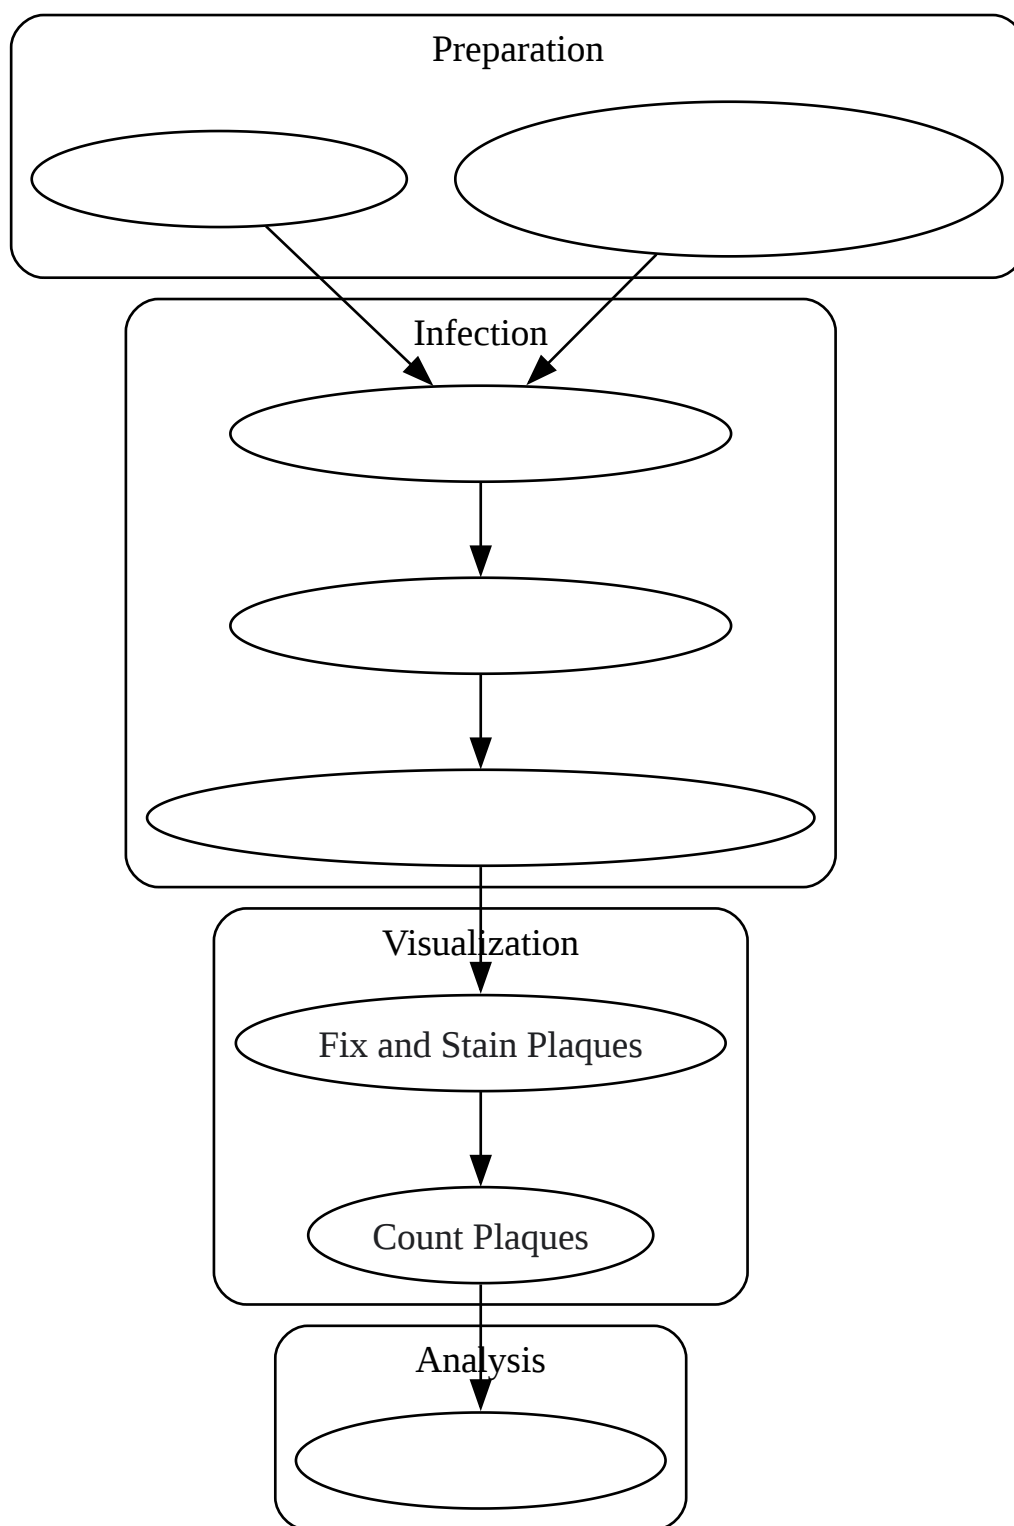 Preparation
Infection
Visualization
Fix and Stain Plaques
Count Plaques
Analysis